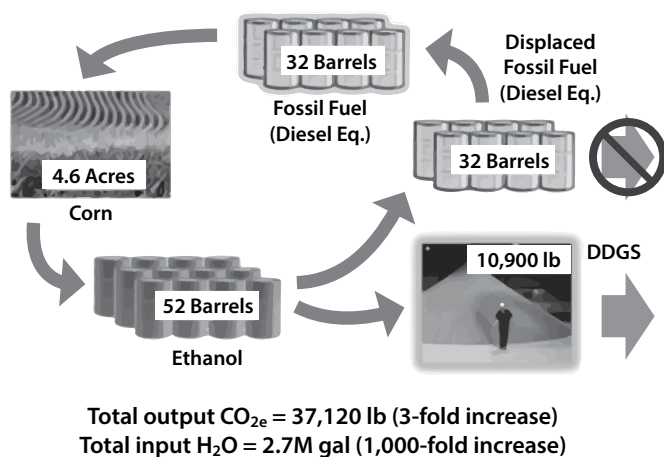 32 Barrels
Fossil Fuel
(Diesel Eq.)
Displaced
Fossil Fuel
(Diesel Eq.)
32 Barrels
4.6 Acres
Corn
52 Barrels
Ethanol
10,900 lb
DDGS
Total output CO₂ₑ = 37,120 lb (3-fold increase)
Total input H₂O = 2.7M gal (1,000-fold increase)